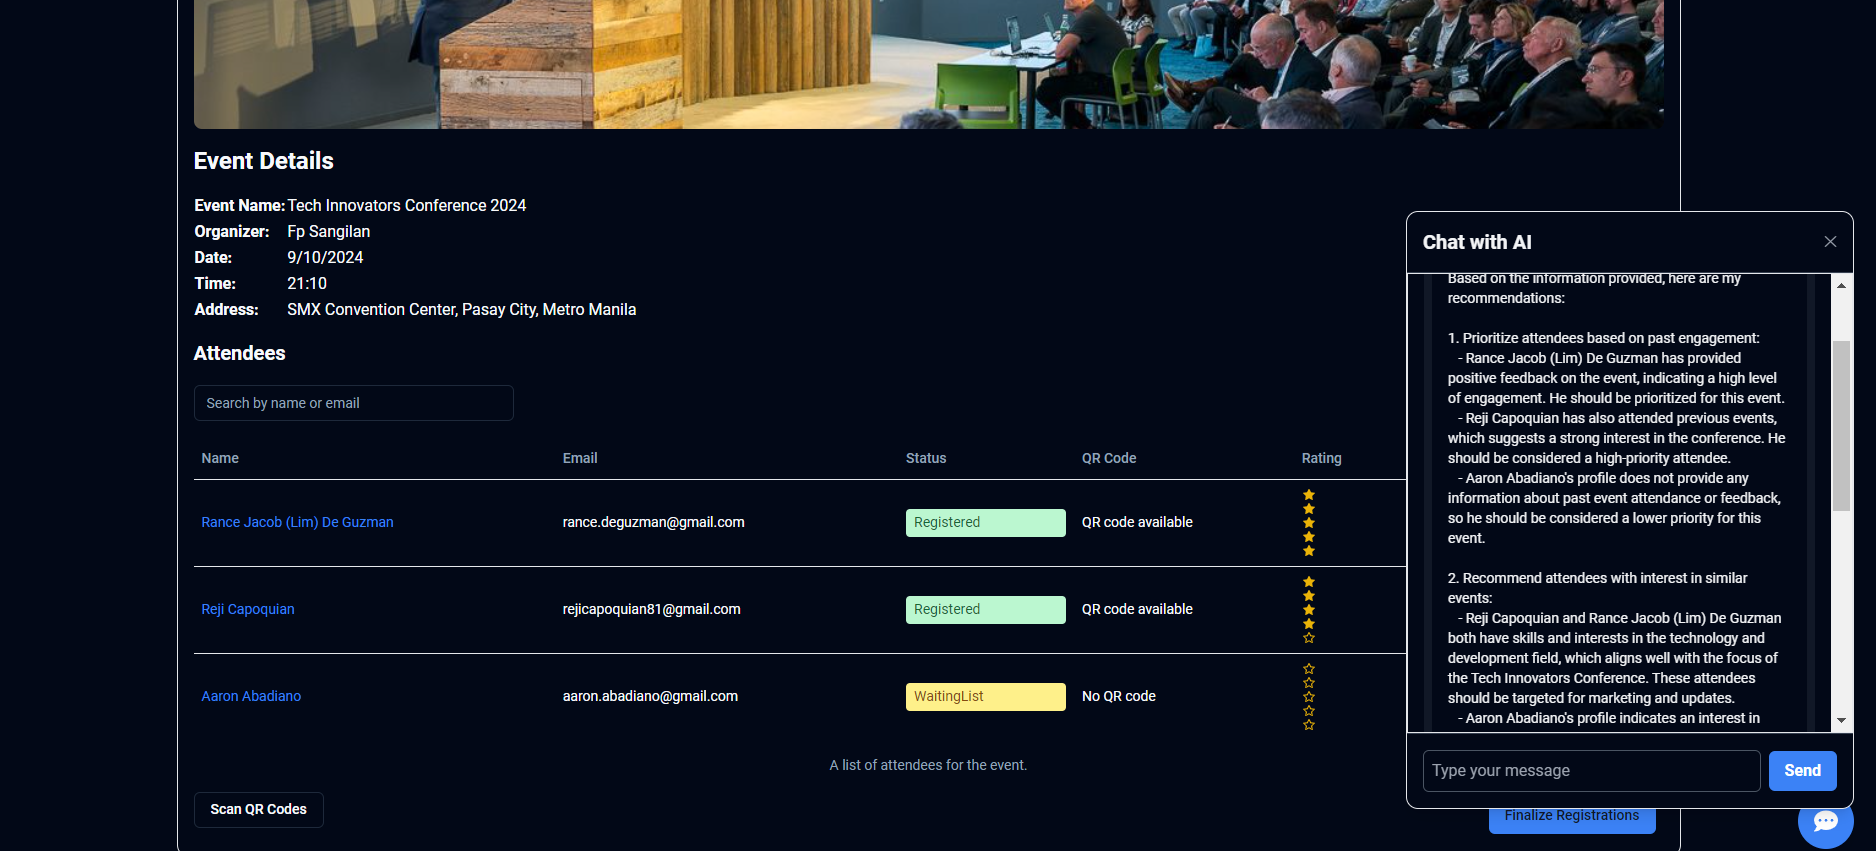 Event Details
Event Name: Tech Innovators Conference 2024
Organizer: Fp Sangilan
Date: 9/10/2024
Time: 21:10
Address: SMX Convention Center, Pasay City, Metro Manila
Attendees
Search by name or email
Name Email Status QR Code Rating
Rance Jacob (Lim) De Guzman rance.deguzman@gmail.com Registered QR code available
Reji Capoquian rejicapoquian81@gmail.com Registered QR code available
Aaron Abadiano aaron.abadiano@gmail.com WaitingList No QR code
A list of attendees for the event.
Scan QR Codes
Finalize Registrations
Chat with AI
Based on the information provided, here are my
recommendations:
1. Prioritize attendees based on past engagement:
- Rance Jacob (Lim) De Guzman has provided
positive feedback on the event, indicating a high level
of engagement. He should be prioritized for this event.
- Reji Capoquian has also attended previous events,
which suggests a strong interest in the conference. He
should be considered a high-priority attendee.
- Aaron Abadiano's profile does not provide any
information about past event attendance or feedback,
so he should be considered a lower priority for this
event.
2. Recommend attendees with interest in similar
events:
- Reji Capoquian and Rance Jacob (Lim) De Guzman
both have skills and interests in the technology and
development field, which aligns well with the focus of
the Tech Innovators Conference. These attendees
should be targeted for marketing and updates.
- Aaron Abadiano's profile indicates an interest in
Type your message
Send